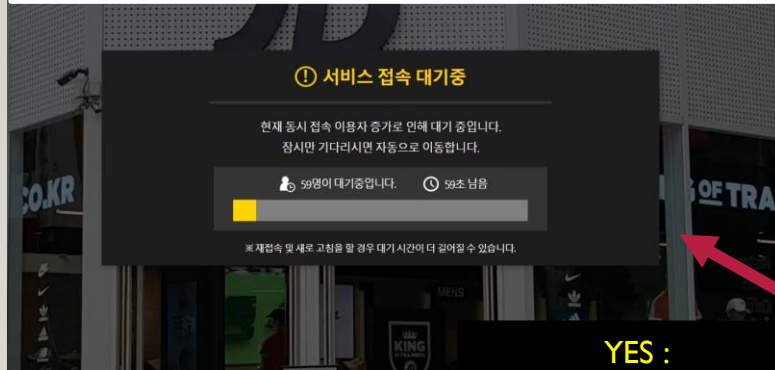 JD
서비스 접속 대기중
현재 동시 접속 이용자 증가로 인해 대기 중입니다.
잠시만 기다리시면 자동으로 이동합니다.
59명이 대기중입니다. 59초 남음
※ 재접속 및 새로 고침을 할 경우 대기 시간이 더 길어질 수 있습니다.
CO.KR
OF TRA
MENS
KING
YES :